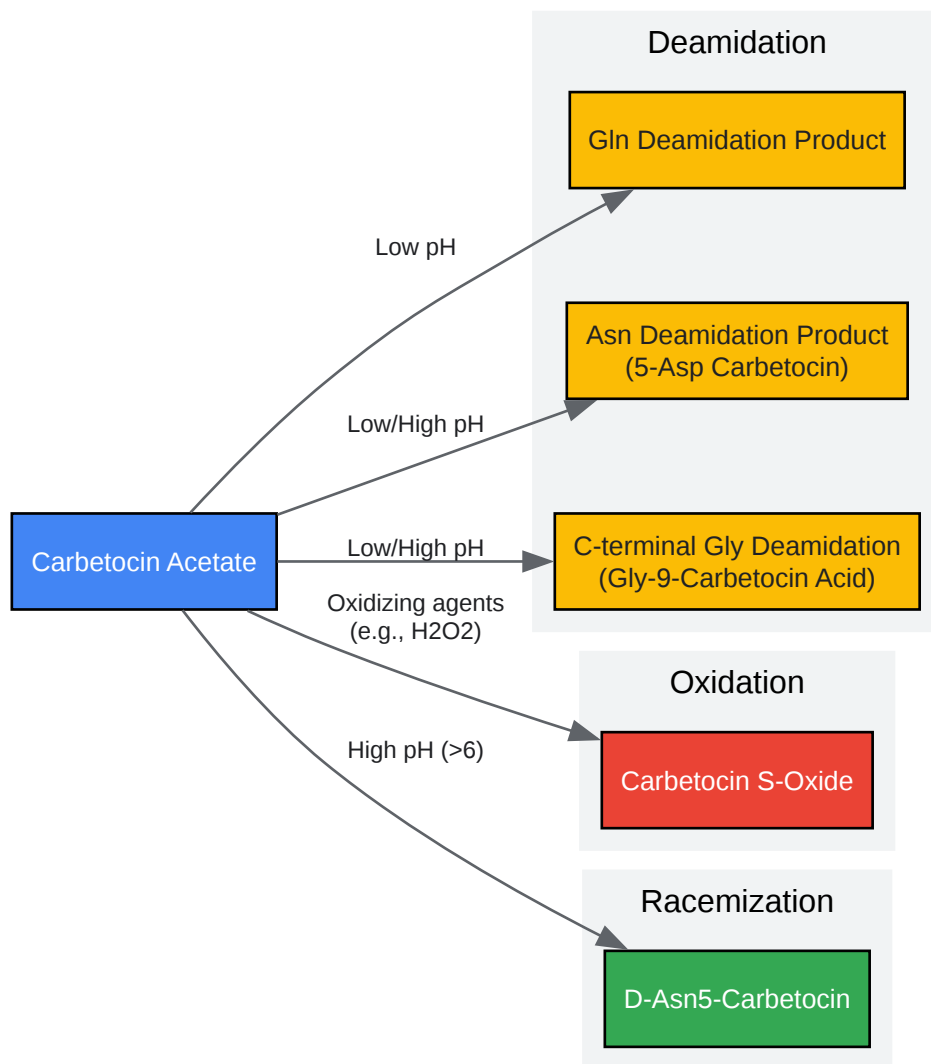 Deamidation
Gln Deamidation Product
Low pH
Asn Deamidation Product
(5-Asp Carbetocin)
Low/High pH
Carbetocin Acetate
Low/High pH
C-terminal Gly Deamidation
(Gly-9-Carbetocin Acid)
Oxidizing agents
(e.g., H2O2)
Oxidation
Carbetocin S-Oxide
High pH (>6)
Racemization
D-Asn5-Carbetocin